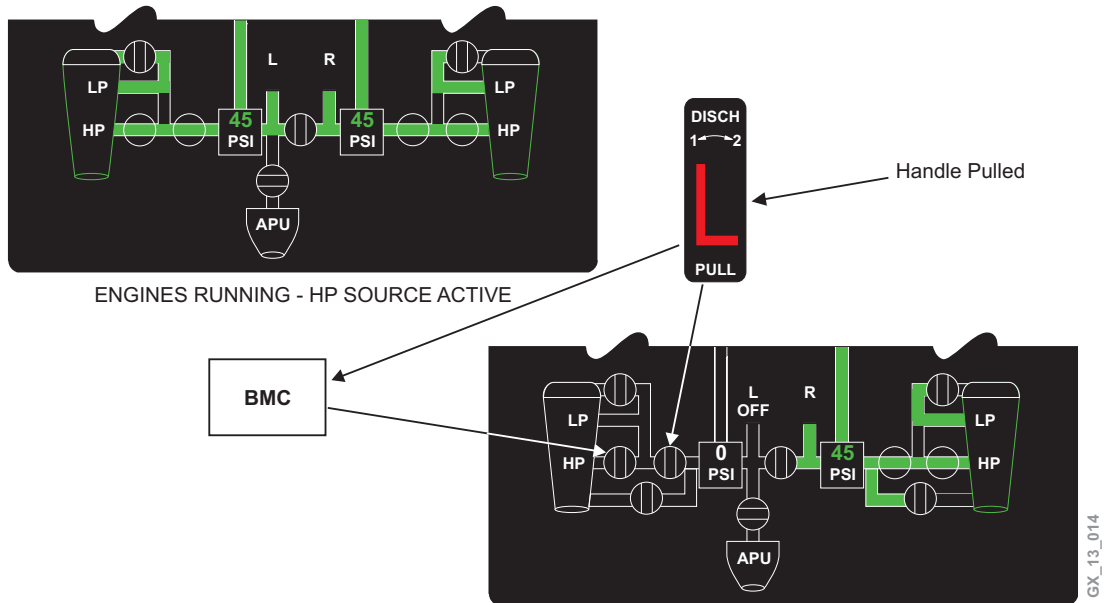 L R
LP LP
HP 45 PSI 45 PSI HP
APU
ENGINES RUNNING - HP SOURCE ACTIVE
DISCH
1 2
L
PULL
Handle Pulled
BMC
L
OFF
R
LP LP
HP 0 PSI 45 PSI HP
APU
GX_13_014